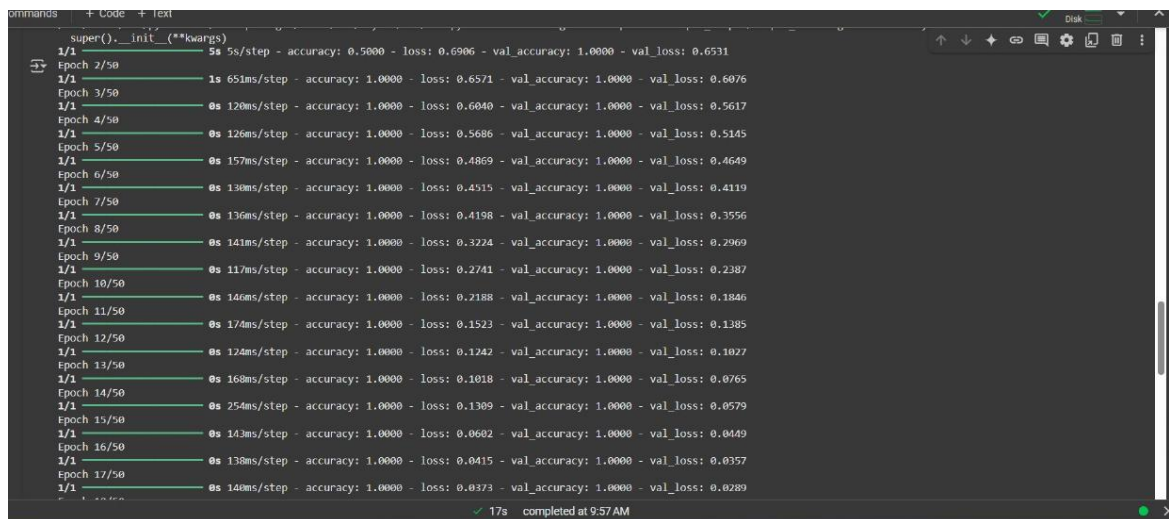 ommands + Code + Text
Disk
super().__init__(**kwargs)
1/1 5s 5s/step - accuracy: 0.5000 - loss: 0.6906 - val_accuracy: 1.0000 - val_loss: 0.6531
Epoch 2/50
1/1 1s 651ms/step - accuracy: 1.0000 - loss: 0.6571 - val_accuracy: 1.0000 - val_loss: 0.6076
Epoch 3/50
1/1 0s 120ms/step - accuracy: 1.0000 - loss: 0.6040 - val_accuracy: 1.0000 - val_loss: 0.5617
Epoch 4/50
1/1 0s 126ms/step - accuracy: 1.0000 - loss: 0.5686 - val_accuracy: 1.0000 - val_loss: 0.5145
Epoch 5/50
1/1 0s 157ms/step - accuracy: 1.0000 - loss: 0.4869 - val_accuracy: 1.0000 - val_loss: 0.4649
Epoch 6/50
1/1 0s 130ms/step - accuracy: 1.0000 - loss: 0.4515 - val_accuracy: 1.0000 - val_loss: 0.4119
Epoch 7/50
1/1 0s 136ms/step - accuracy: 1.0000 - loss: 0.4198 - val_accuracy: 1.0000 - val_loss: 0.3556
Epoch 8/50
1/1 0s 141ms/step - accuracy: 1.0000 - loss: 0.3224 - val_accuracy: 1.0000 - val_loss: 0.2969
Epoch 9/50
1/1 0s 117ms/step - accuracy: 1.0000 - loss: 0.2741 - val_accuracy: 1.0000 - val_loss: 0.2387
Epoch 10/50
1/1 0s 146ms/step - accuracy: 1.0000 - loss: 0.2188 - val_accuracy: 1.0000 - val_loss: 0.1846
Epoch 11/50
1/1 0s 174ms/step - accuracy: 1.0000 - loss: 0.1523 - val_accuracy: 1.0000 - val_loss: 0.1385
Epoch 12/50
1/1 0s 124ms/step - accuracy: 1.0000 - loss: 0.1242 - val_accuracy: 1.0000 - val_loss: 0.1027
Epoch 13/50
1/1 0s 168ms/step - accuracy: 1.0000 - loss: 0.1018 - val_accuracy: 1.0000 - val_loss: 0.0765
Epoch 14/50
1/1 0s 254ms/step - accuracy: 1.0000 - loss: 0.1309 - val_accuracy: 1.0000 - val_loss: 0.0579
Epoch 15/50
1/1 0s 143ms/step - accuracy: 1.0000 - loss: 0.0602 - val_accuracy: 1.0000 - val_loss: 0.0449
Epoch 16/50
1/1 0s 138ms/step - accuracy: 1.0000 - loss: 0.0415 - val_accuracy: 1.0000 - val_loss: 0.0357
Epoch 17/50
1/1 0s 140ms/step - accuracy: 1.0000 - loss: 0.0373 - val_accuracy: 1.0000 - val_loss: 0.0289
17s completed at 9:57 AM